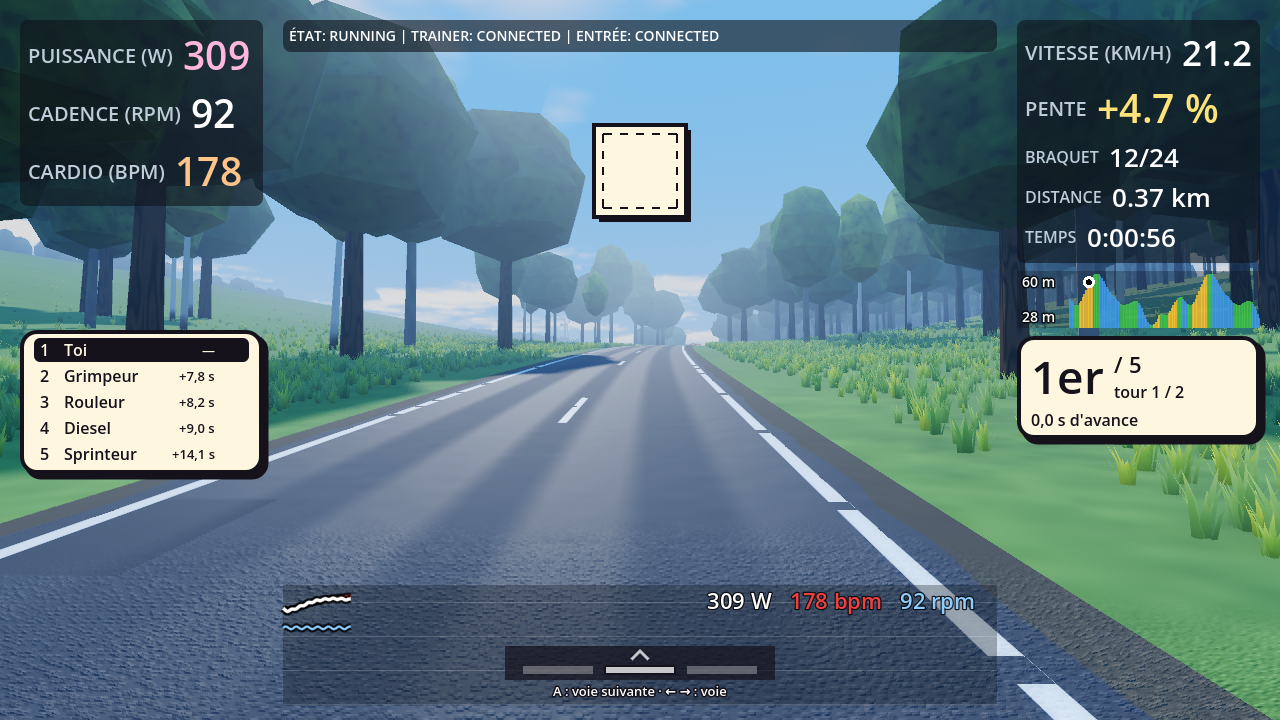 PUISSANCE (W) 309
CADENCE (RPM) 92
CARDIO (BPM) 178
ÉTAT: RUNNING | TRAINER: CONNECTED | ENTRÉE: CONNECTED
VITESSE (KM/H) 21.2
PENTE +4.7 %
BRAQUET 12/24
DISTANCE 0.37 km
TEMPS 0:00:56
60 m
28 m
1 Toi —
2 Grimpeur +7,8 s
3 Rouleur +8,2 s
4 Diesel +9,0 s
5 Sprinteur +14,1 s
1er / 5
tour 1 / 2
0,0 s d'avance
309 W 178 bpm 92 rpm
A : voie suivante · ← → : voie